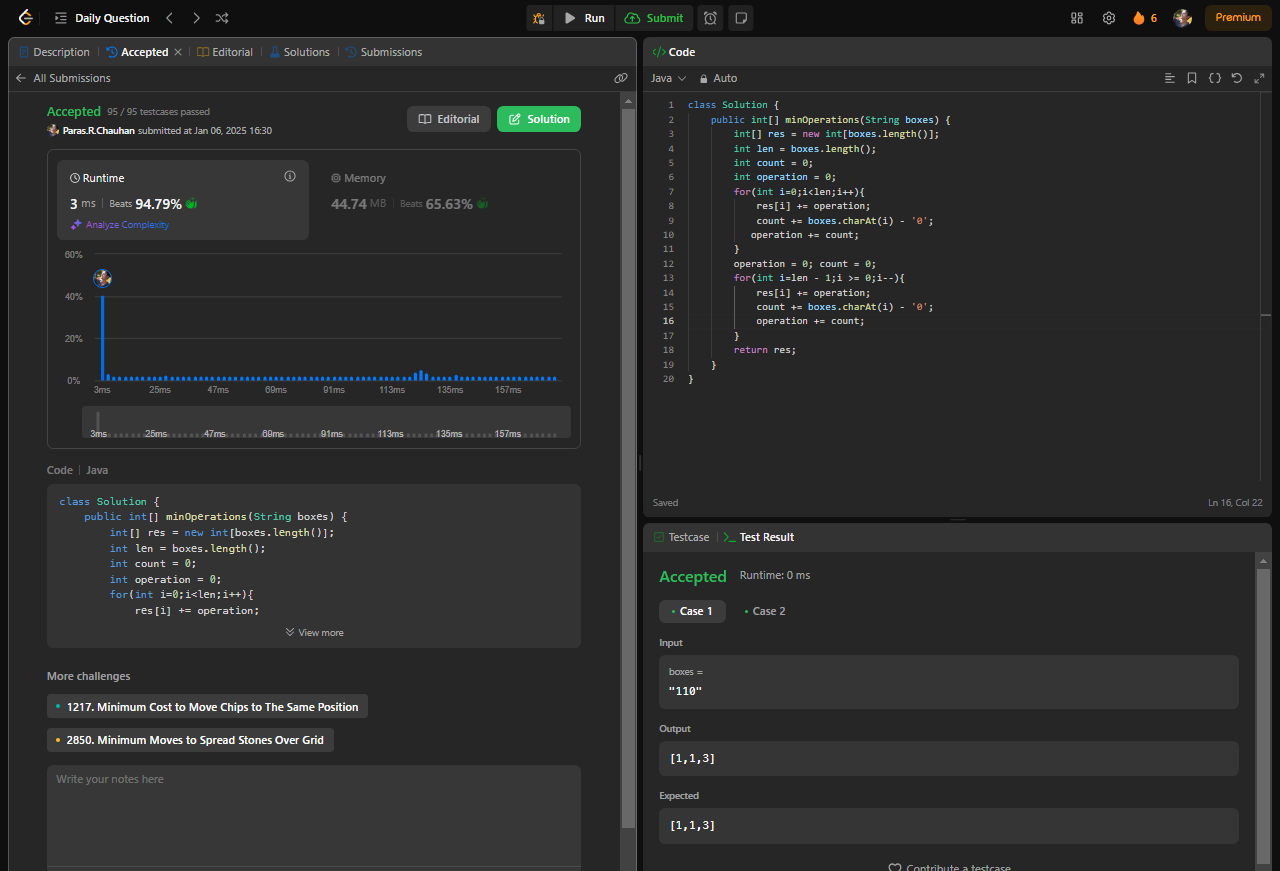 Daily Question
Run
Submit
6
Premium
Description
Accepted
Editorial
Solutions
Submissions
All Submissions
Accepted 95 / 95 testcases passed
Paras.R.Chauhan submitted at Jan 06, 2025 16:30
Editorial
Solution
Runtime
3 ms | Beats 94.79%
Analyze Complexity
Memory
44.74 MB | Beats 65.63%
60%
40%
20%
0%
3ms 25ms 47ms 69ms 91ms 113ms 135ms 157ms
3ms 25ms 47ms 69ms 91ms 113ms 135ms 157ms
Code | Java
class Solution {
    public int[] minOperations(String boxes) {
        int[] res = new int[boxes.length()];
        int len = boxes.length();
        int count = 0;
        int operation = 0;
        for(int i=0;i<len;i++){
            res[i] += operation;
View more
More challenges
1217. Minimum Cost to Move Chips to The Same Position
2850. Minimum Moves to Spread Stones Over Grid
Write your notes here
</> Code
Java
Auto
1 class Solution {
2     public int[] minOperations(String boxes) {
3         int[] res = new int[boxes.length()];
4         int len = boxes.length();
5         int count = 0;
6         int operation = 0;
7         for(int i=0;i<len;i++){
8             res[i] += operation;
9             count += boxes.charAt(i) - '0';
10            operation += count;
11        }
12        operation = 0; count = 0;
13        for(int i=len - 1;i >= 0;i--){
14            res[i] += operation;
15            count += boxes.charAt(i) - '0';
16            operation += count;
17        }
18        return res;
19    }
20 }
Saved
Ln 16, Col 22
Testcase
Test Result
Accepted Runtime: 0 ms
Case 1
Case 2
Input
boxes =
"110"
Output
[1,1,3]
Expected
[1,1,3]
Contribute a testcase